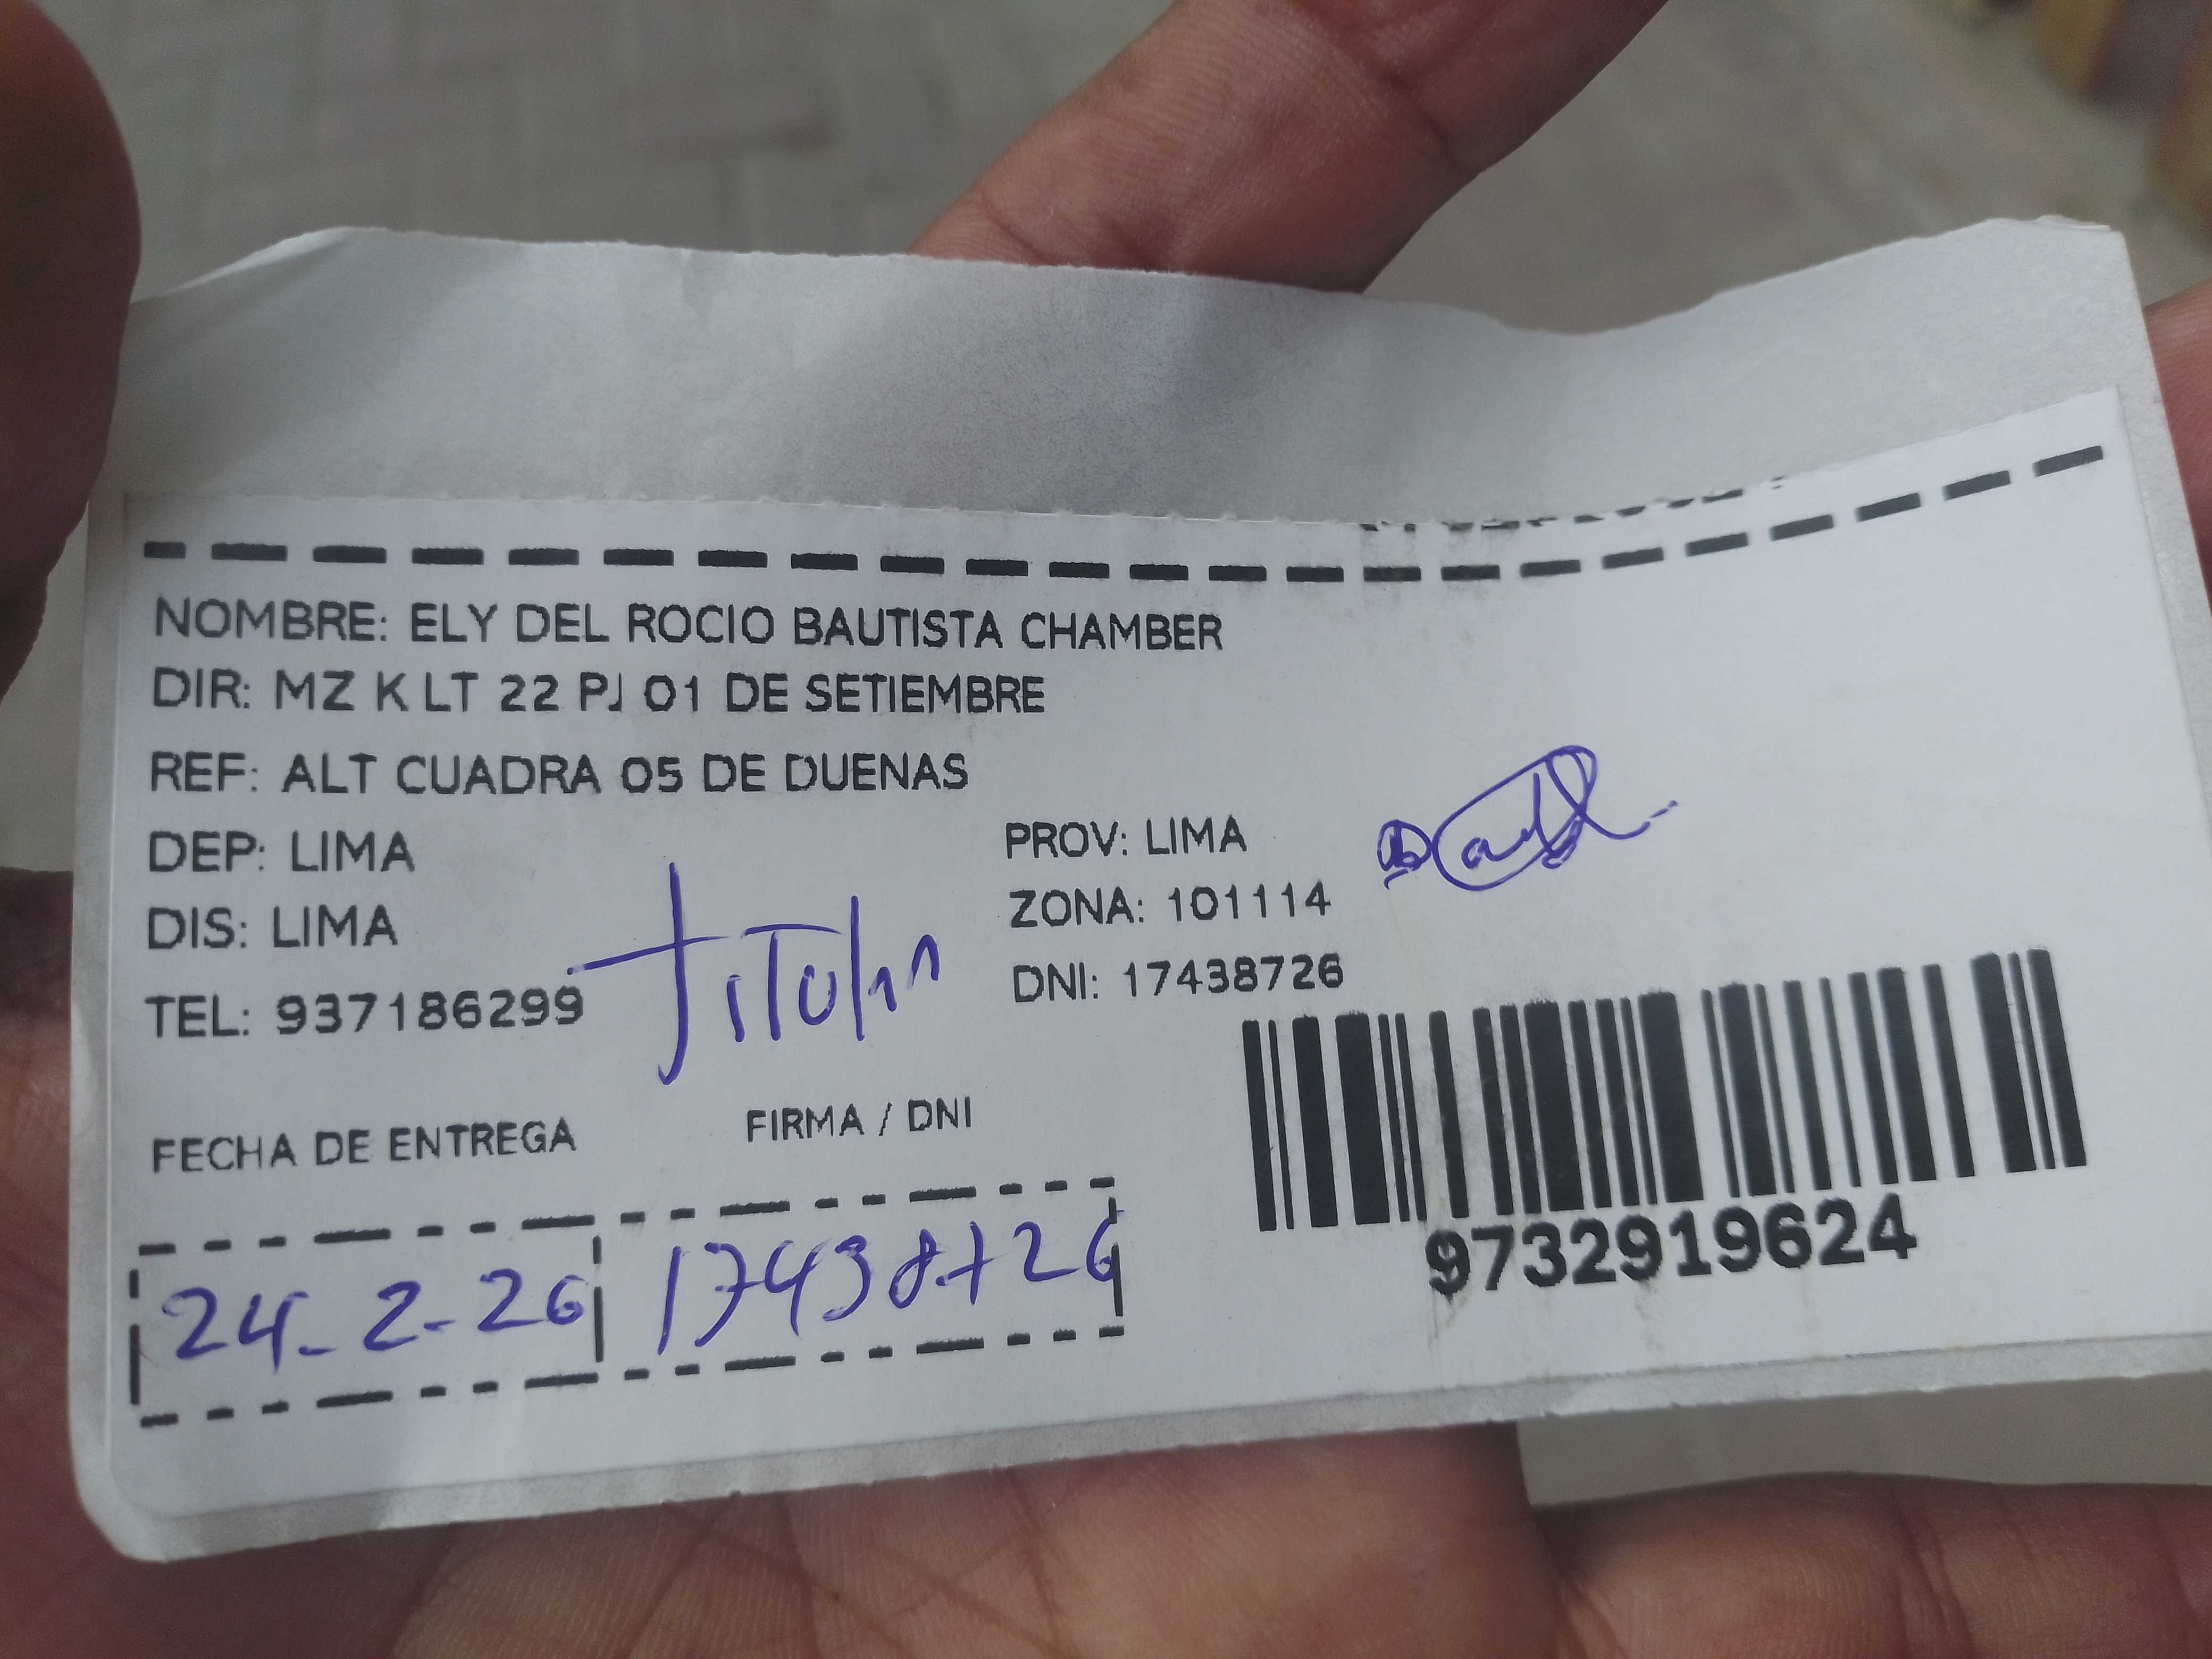 NOMBRE: ELY DEL ROCIO BAUTISTA CHAMBER
DIR: MZ K LT 22 PJ 01 DE SETIEMBRE
REF: ALT CUADRA 05 DE DUENAS
DEP: LIMA PROV: LIMA
DIS: LIMA ZONA: 101114
TEL: 937186299 DNI: 17438726
FECHA DE ENTREGA FIRMA / DNI
24-2-26 17438726
9732919624